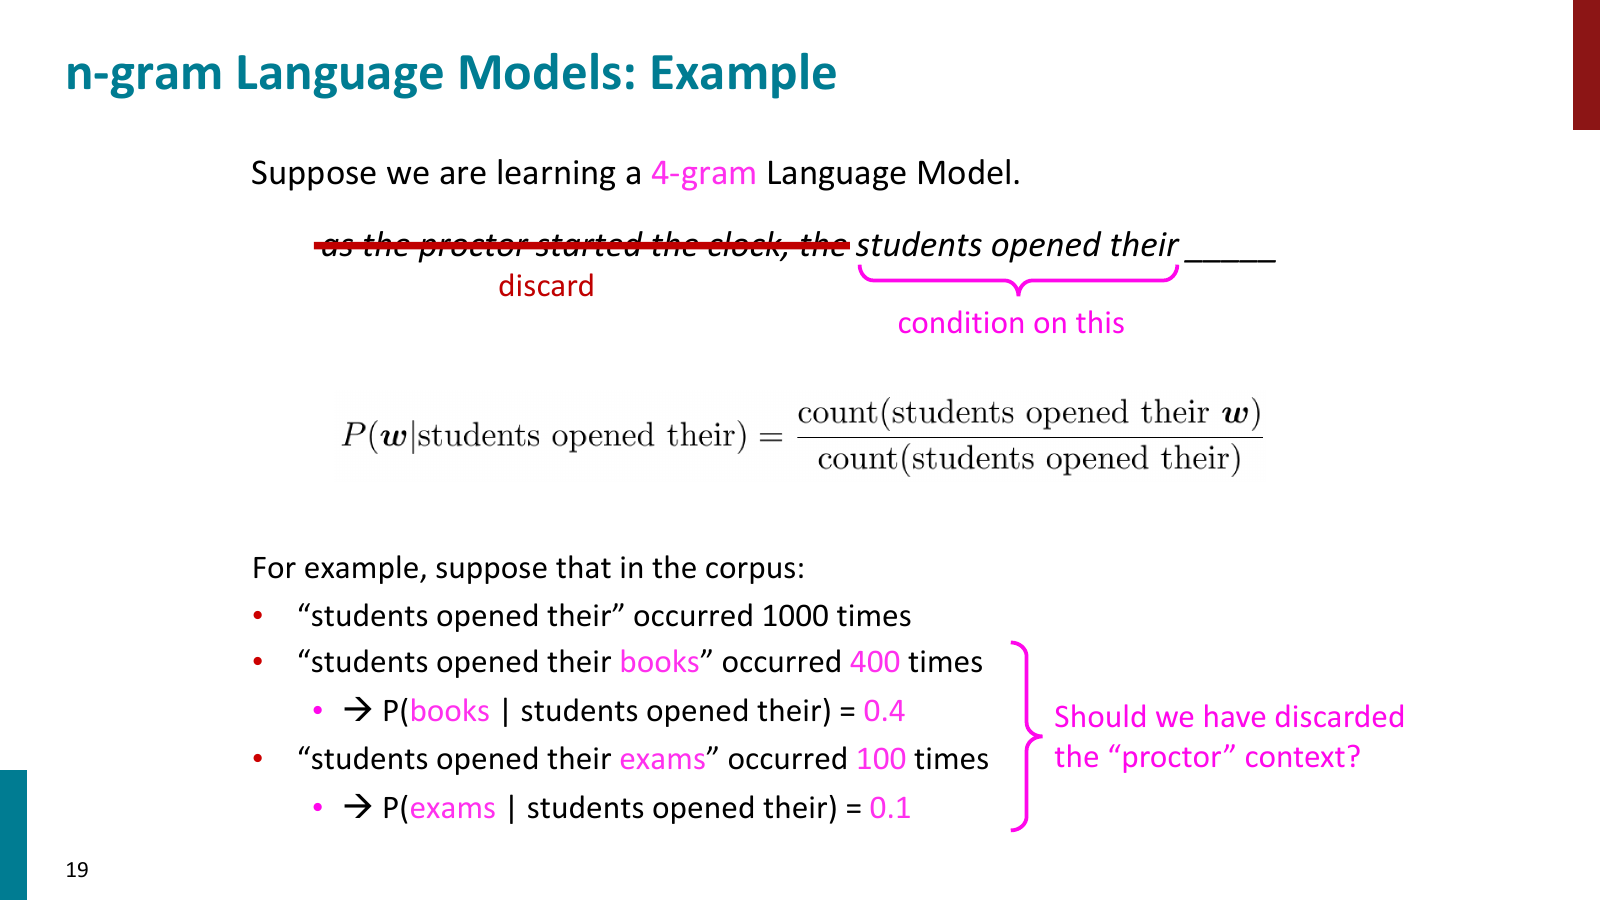 n-gram Language Models: Example
Suppose we are learning a 4-gram Language Model.
as the proctor started the clock, the students opened their _____
discard
condition on this
P(w|students opened their) = count(students opened their w) / count(students opened their)
For example, suppose that in the corpus:
• “students opened their” occurred 1000 times
• “students opened their books” occurred 400 times
• → P(books | students opened their) = 0.4
• “students opened their exams” occurred 100 times
• → P(exams | students opened their) = 0.1
Should we have discarded
the “proctor” context?
19